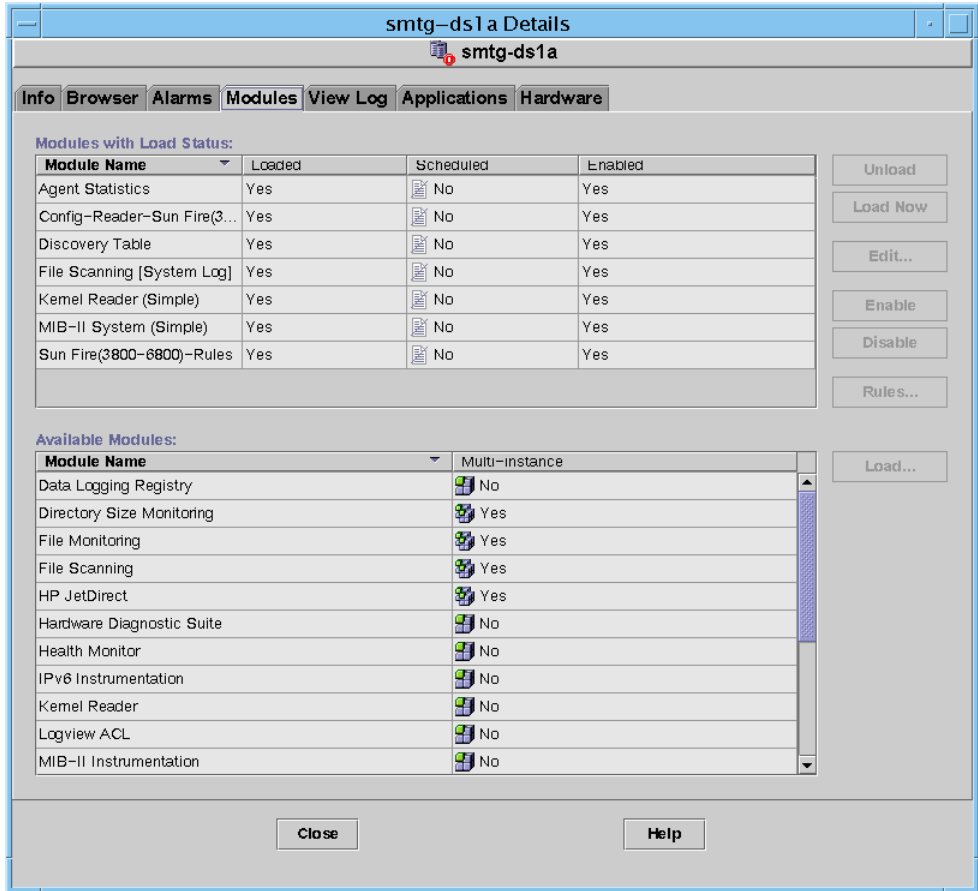 smtg-ds1a Details
smtg-ds1a
Info Browser Alarms Modules View Log Applications Hardware
Modules with Load Status:
Module Name Loaded Scheduled Enabled
Agent Statistics Yes No Yes
Config-Reader-Sun Fire(3... Yes No Yes
Discovery Table Yes No Yes
File Scanning [System Log] Yes No Yes
Kernel Reader (Simple) Yes No Yes
MIB-II System (Simple) Yes No Yes
Sun Fire(3800-6800)-Rules Yes No Yes
Unload
Load Now
Edit...
Enable
Disable
Rules...
Available Modules:
Module Name Multi-Instance
Data Logging Registry No
Directory Size Monitoring Yes
File Monitoring Yes
File Scanning Yes
HP JetDirect Yes
Hardware Diagnostic Suite No
Health Monitor No
IPv6 Instrumentation No
Kernel Reader No
Logview ACL No
MIB-II Instrumentation No
Load...
Close Help